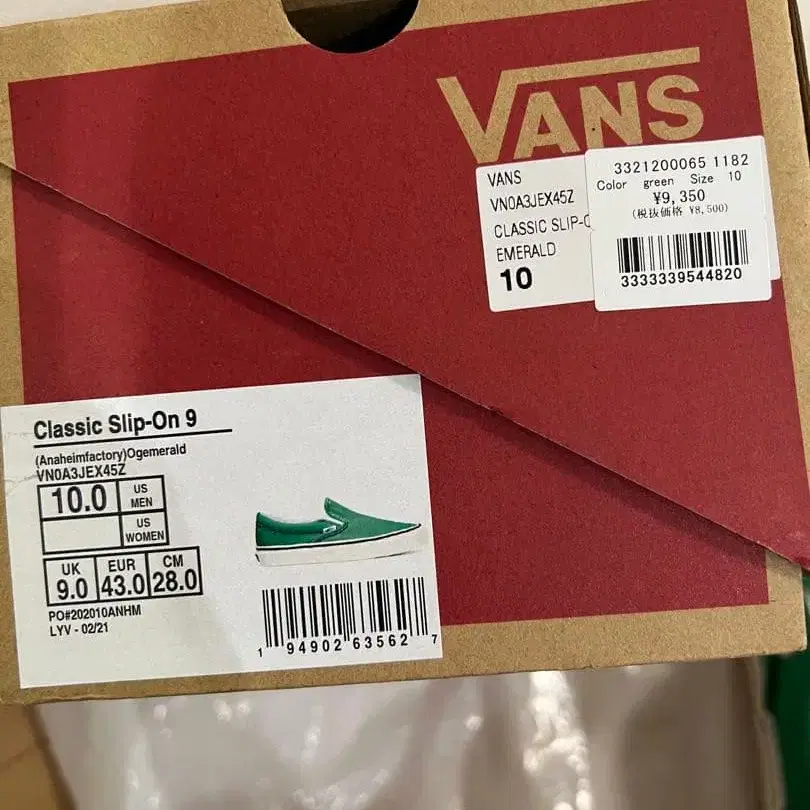 VANS
VANS
VN0A3JEX45Z
CLASSIC SLIP-O
EMERALD
10
3321200065 1182
Color green Size 10
¥9,350
(税抜価格 ¥8,500)
3333339544820
Classic Slip-On 9
(Anaheimfactory)Ogemerald
VN0A3JEX45Z
10.0 US MEN
US WOMEN
UK EUR CM
9.0 43.0 28.0
PO#202010ANHM
LYV - 02/21
1 94902 63562 7